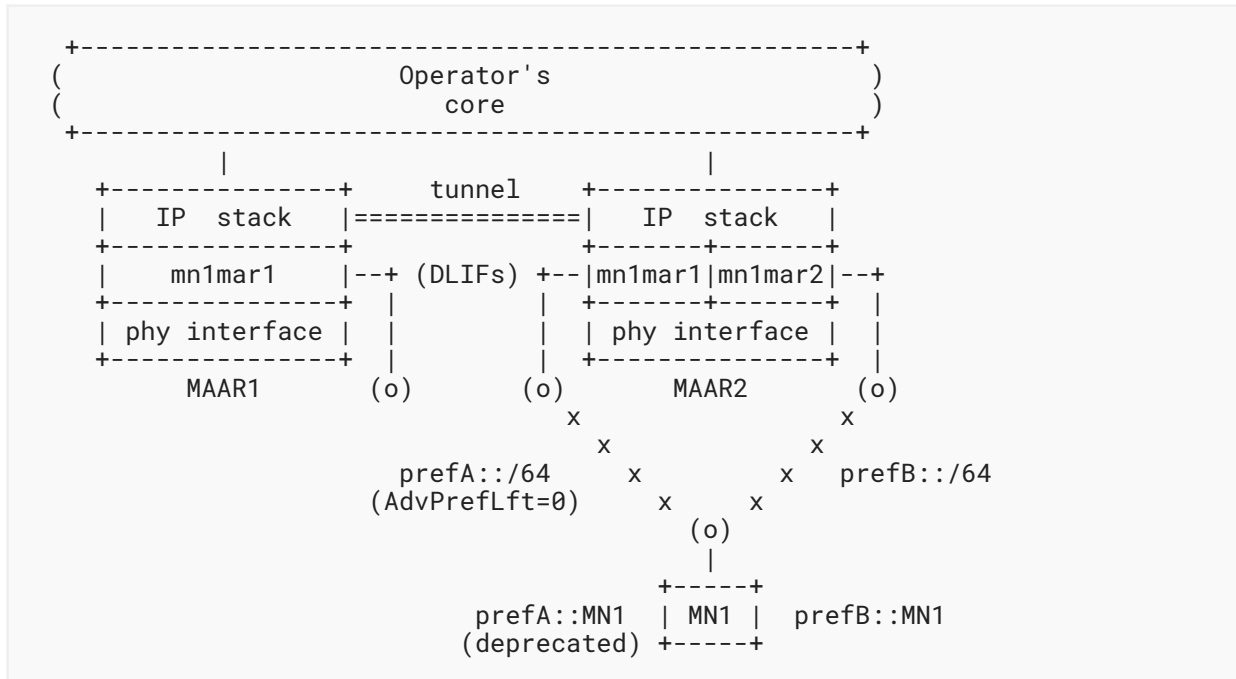 +---------------------------------------------------+
( Operator's )
( core )
+---------------------------------------------------+
| |
+---------------+ tunnel +---------------+
| IP stack |===============| IP stack |
+---------------+ +-------+-------+
| mn1mar1 |--+ (DLIFs) +--|mn1mar1|mn1mar2|--+
+---------------+ | | +-------+-------+ |
| phy interface | | | | phy interface | |
+---------------+ | | +---------------+ |
MAAR1 (o) (o) MAAR2 (o)
x x
x x
prefA::/64 x x prefB::/64
(AdvPrefLft=0) x x
(o)
|
+-----+
prefA::MN1 | MN1 | prefB::MN1
(deprecated) +-----+